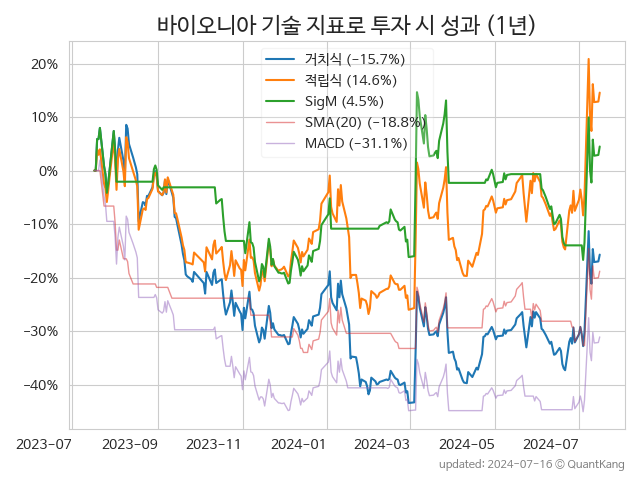 바이오니아 기술 지표로 투자 시 성과 (1년)
거치식 (−15.7%)
적립식 (14.6%)
SigM (4.5%)
SMA(20) (−18.8%)
MACD (−31.1%)
20%
10%
0%
−10%
−20%
−30%
−40%
2023-07
2023-09
2023-11
2024-01
2024-03
2024-05
2024-07
updated: 2024-07-16 © QuantKang